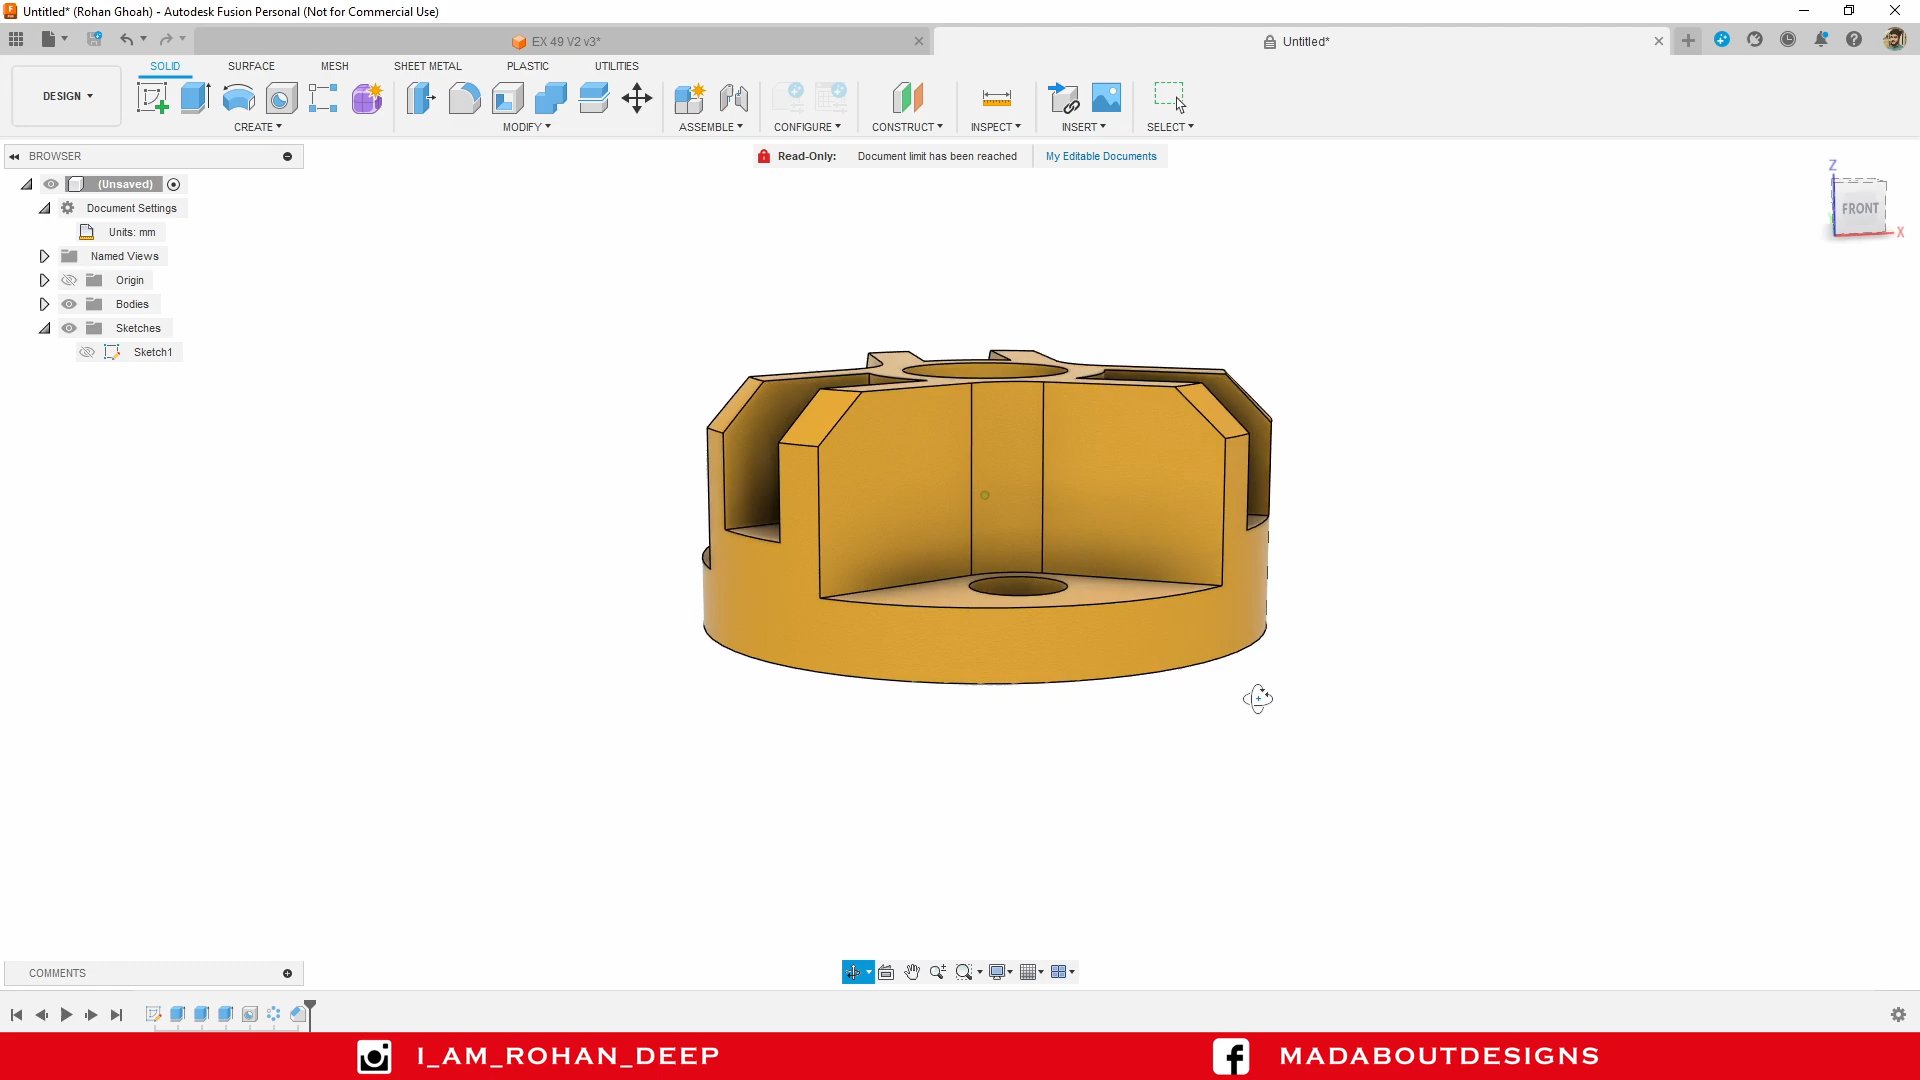 Untitled* (Rohan Ghoah) - Autodesk Fusion Personal (Not for Commercial Use)
EX 49 V2 v3*
Untitled*
SOLID SURFACE MESH SHEET METAL PLASTIC UTILITIES
DESIGN
CREATE MODIFY ASSEMBLE CONFIGURE CONSTRUCT INSPECT INSERT SELECT
BROWSER
Read-Only: Document limit has been reached My Editable Documents
(Unsaved)
Document Settings
Units: mm
Named Views
Origin
Bodies
Sketches
Sketch1
Z
FRONT
X
COMMENTS
I_AM_ROHAN_DEEP
MADABOUTDESIGNS